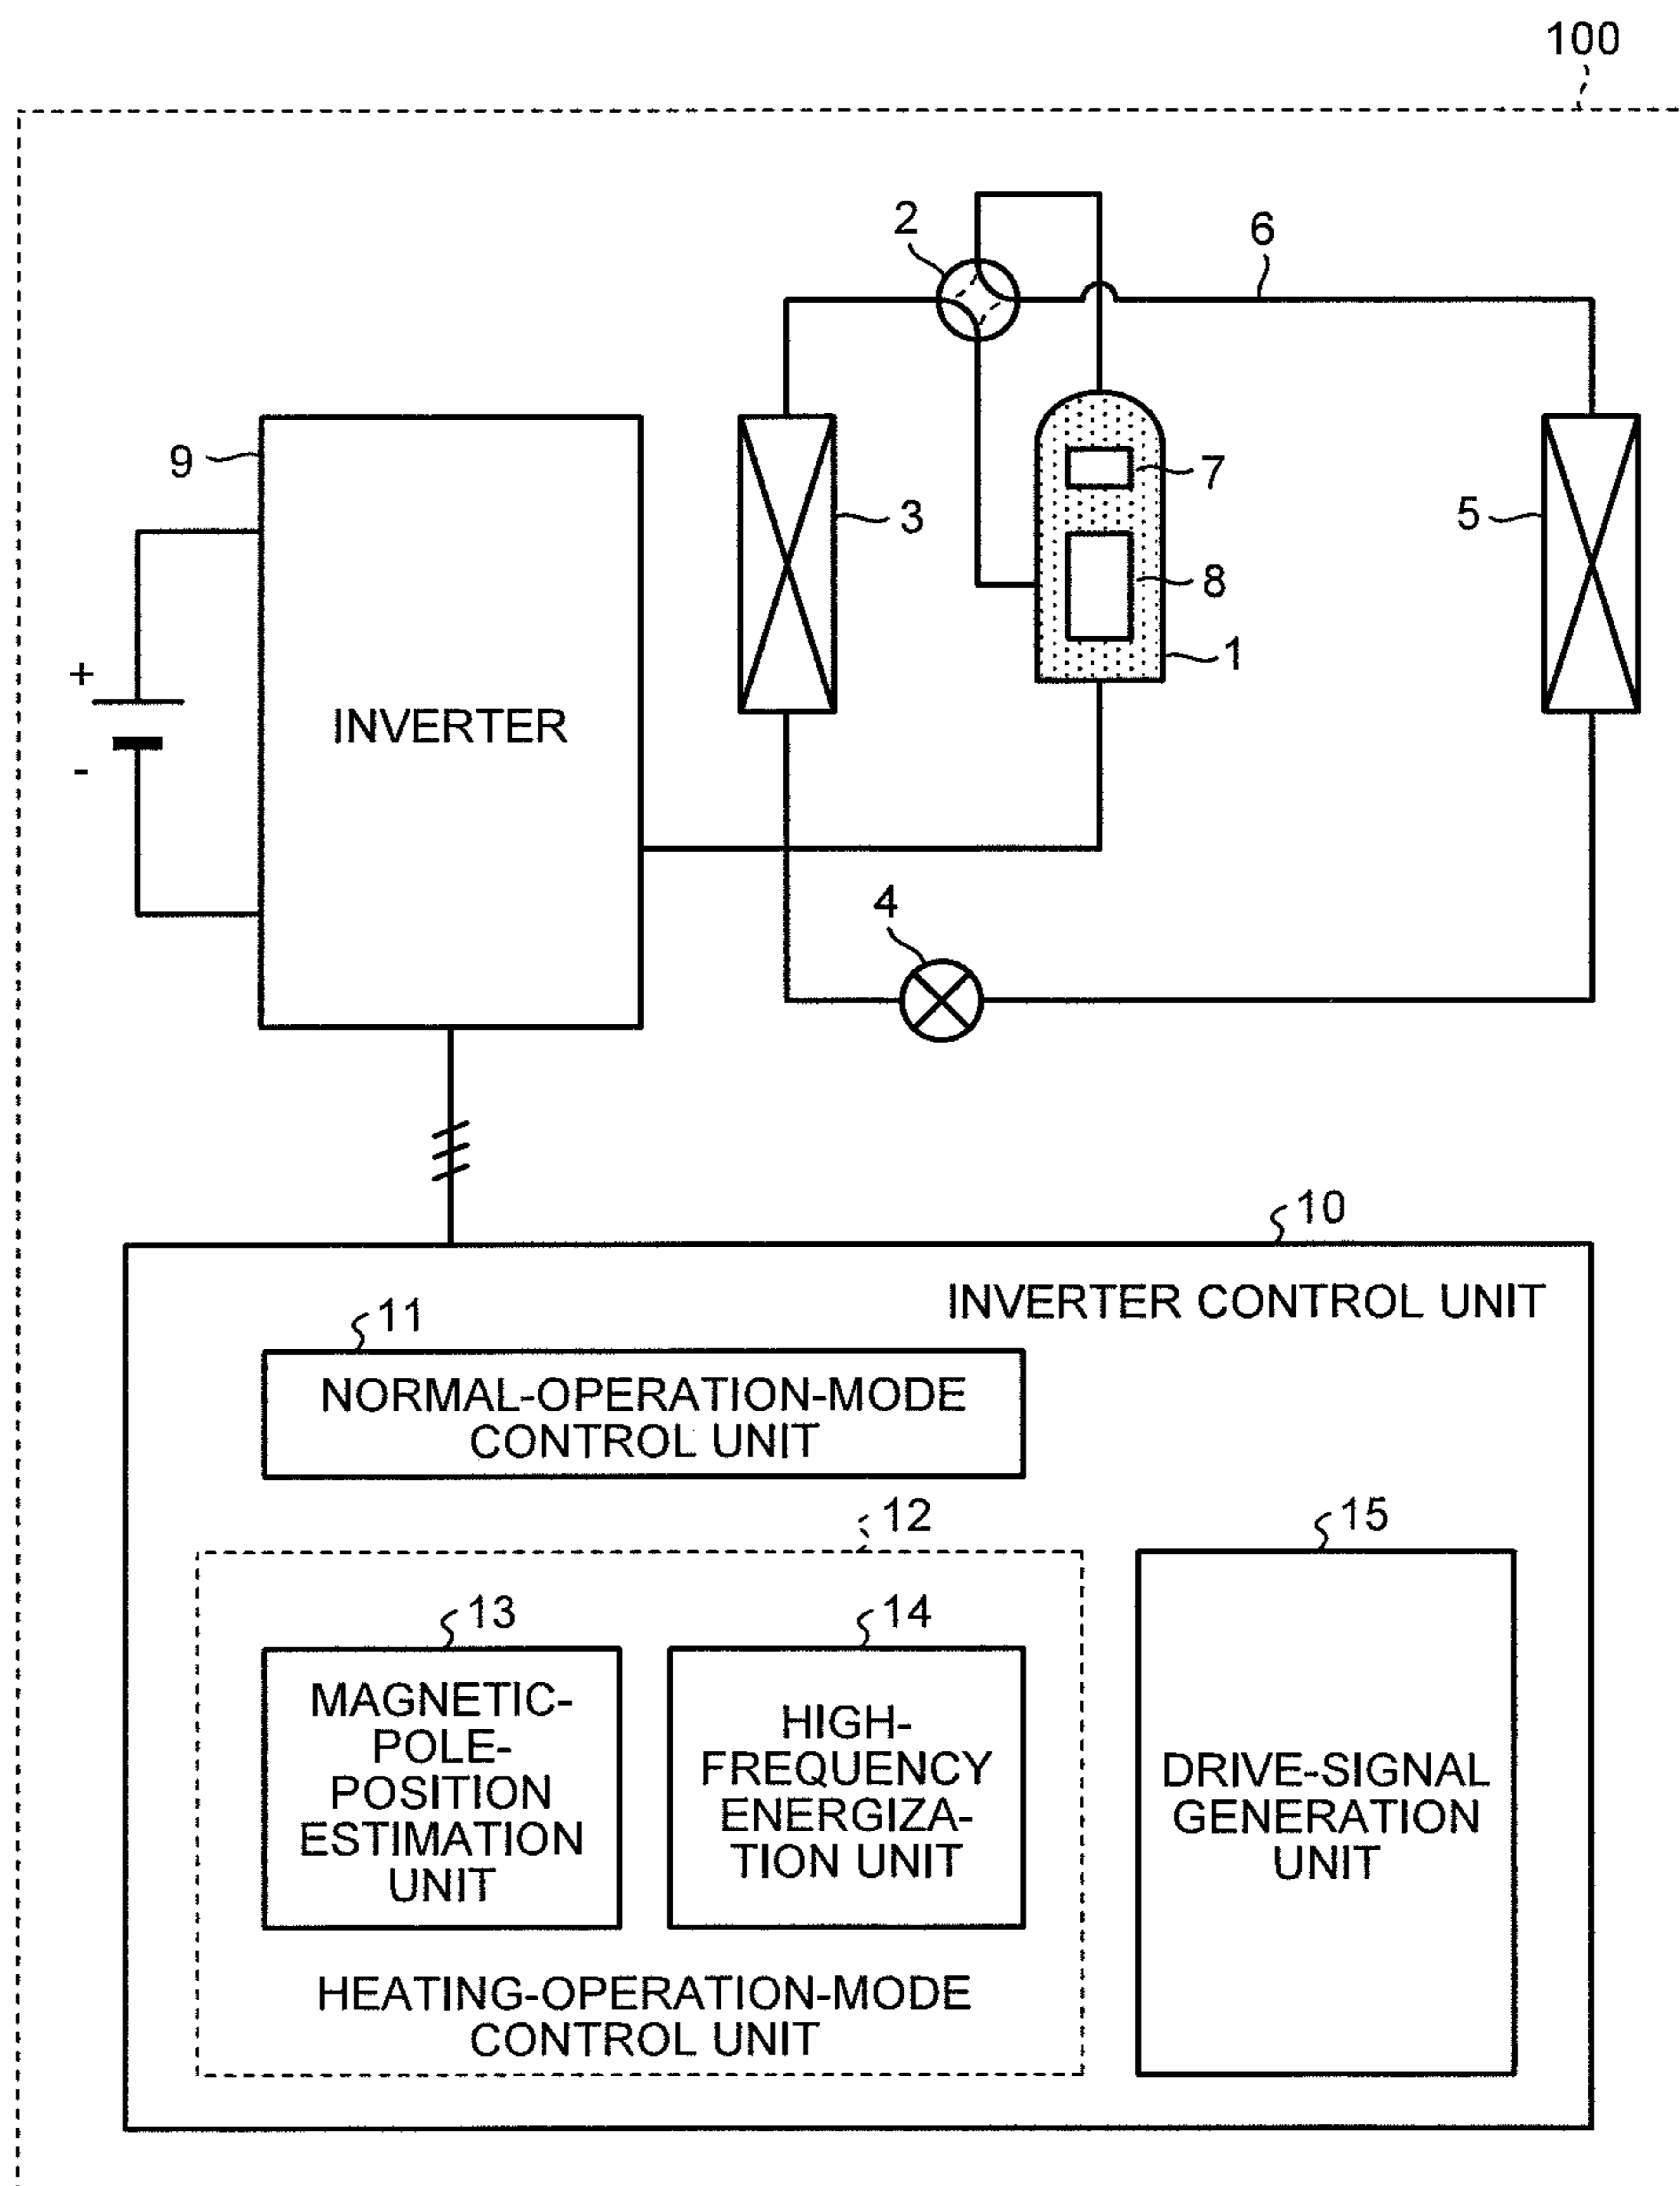 100
2
6
9
7
3
5
8
1
+
INVERTER
-
4
10
INVERTER CONTROL UNIT
11
NORMAL-OPERATION-MODE
CONTROL UNIT
12
15
13
14
MAGNETIC-
POLE-
POSITION
ESTIMATION
UNIT
HIGH-
FREQUENCY
ENERGIZA-
TION UNIT
DRIVE-SIGNAL
GENERATION
UNIT
HEATING-OPERATION-MODE
CONTROL UNIT